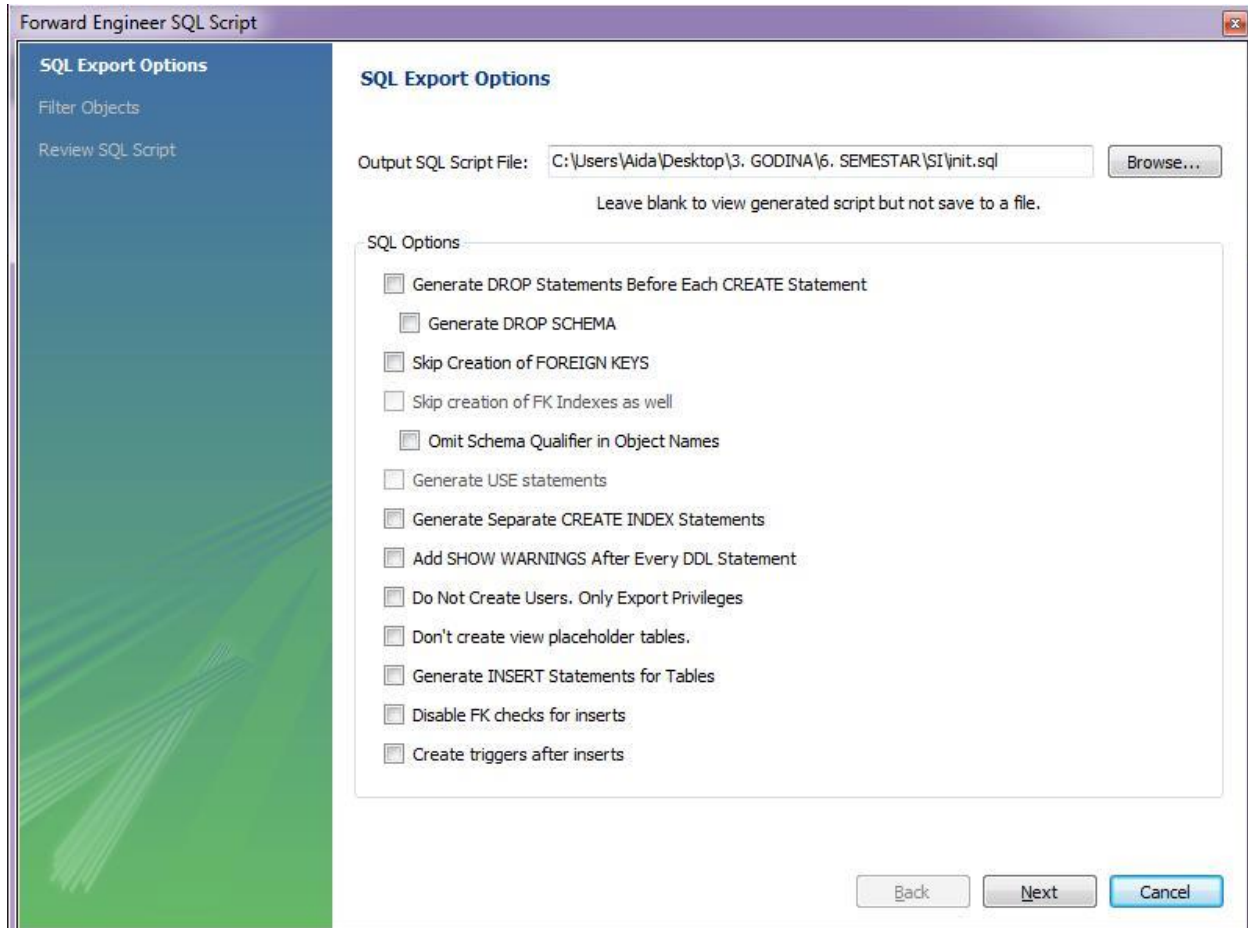 Forward Engineer SQL Script
SQL Export Options
Filter Objects
Review SQL Script
SQL Export Options
Output SQL Script File: C:\Users\Aida\Desktop\3. GODINA\6. SEMESTAR\SI\init.sql Browse...
Leave blank to view generated script but not save to a file.
SQL Options
Generate DROP Statements Before Each CREATE Statement
Generate DROP SCHEMA
Skip Creation of FOREIGN KEYS
Skip creation of FK Indexes as well
Omit Schema Qualifier in Object Names
Generate USE statements
Generate Separate CREATE INDEX Statements
Add SHOW WARNINGS After Every DDL Statement
Do Not Create Users. Only Export Privileges
Don't create view placeholder tables.
Generate INSERT Statements for Tables
Disable FK checks for inserts
Create triggers after inserts
Back Next Cancel